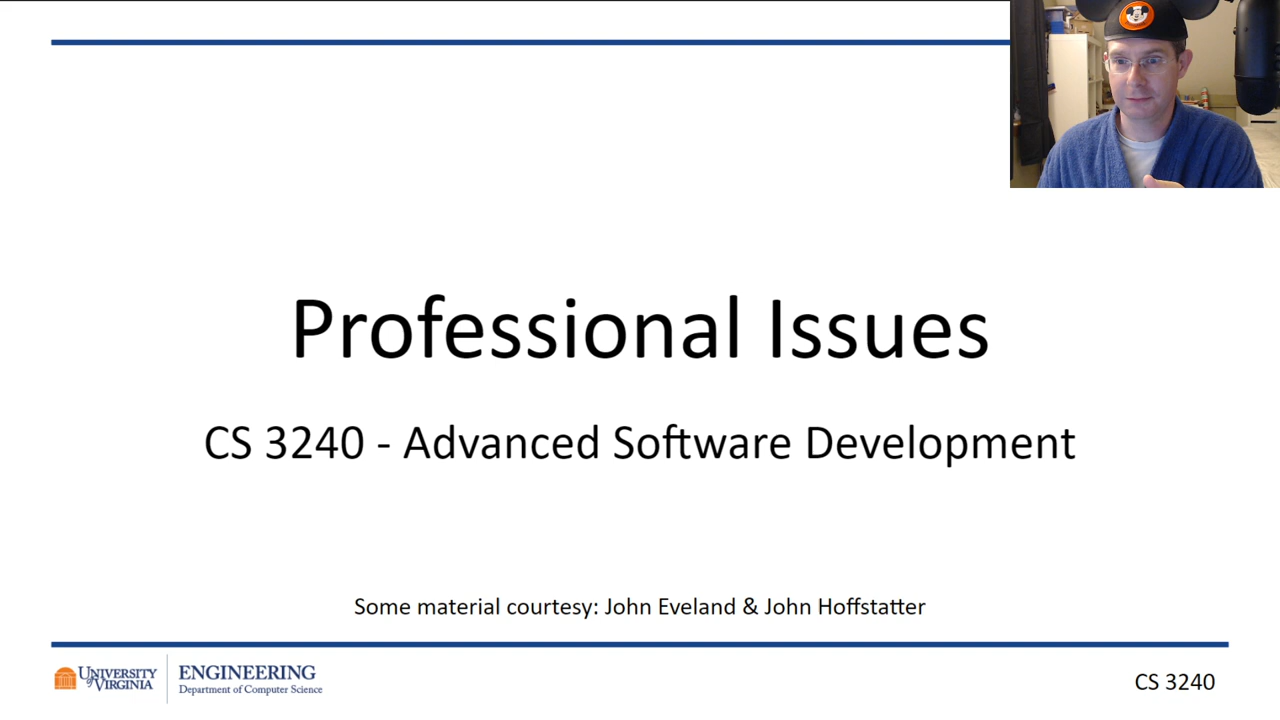 Professional Issues
CS 3240 - Advanced Software Development
Some material courtesy: John Eveland & John Hoffstatter
UNIVERSITY
of VIRGINIA
ENGINEERING
Department of Computer Science
CS 3240